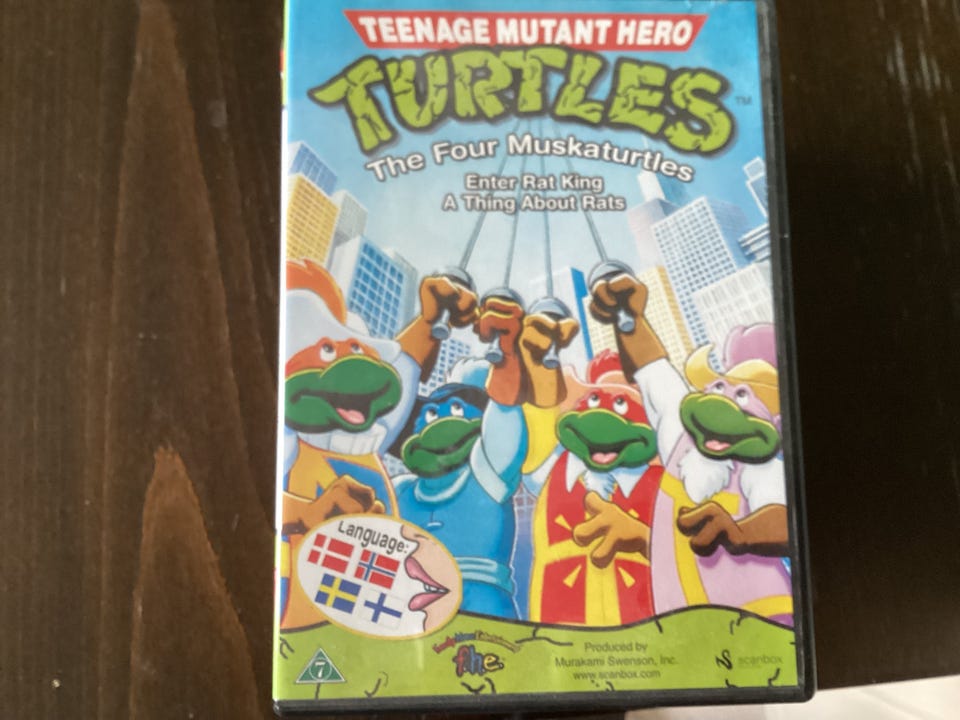 TEENAGE MUTANT HERO
TURTLES TM
The Four Muskaturtles
Enter Rat King
A Thing About Rats
Language:
fhe
Produced by
Murakami Swenson, Inc.
www.scanbox.com
scanbox
7